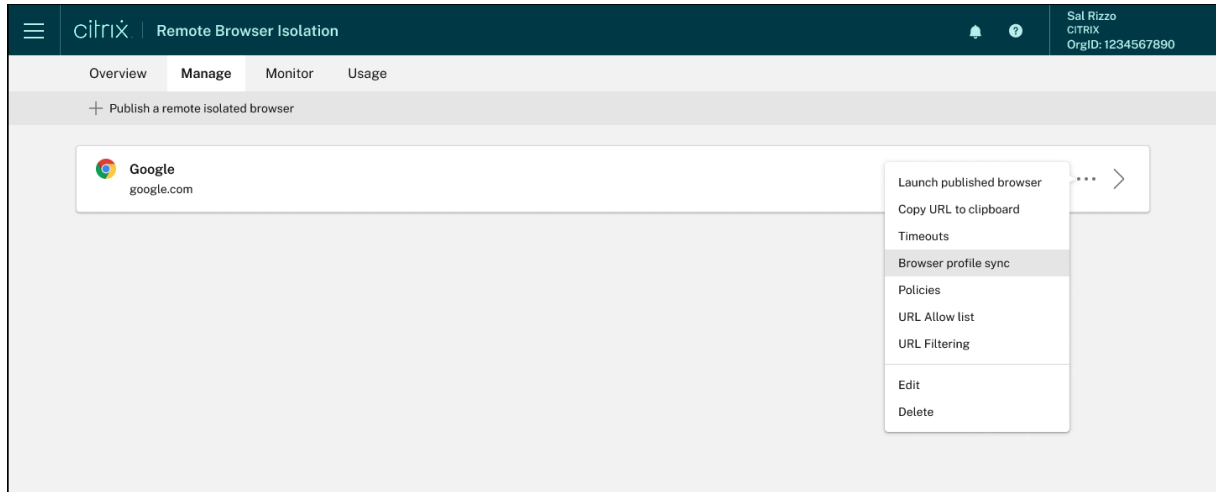 citrix | Remote Browser Isolation
Sal Rizzo
CITRIX
OrgID: 1234567890
Overview Manage Monitor Usage
Publish a remote isolated browser
Google
google.com
Launch published browser
Copy URL to clipboard
Timeouts
Browser profile sync
Policies
URL Allow list
URL Filtering
Edit
Delete